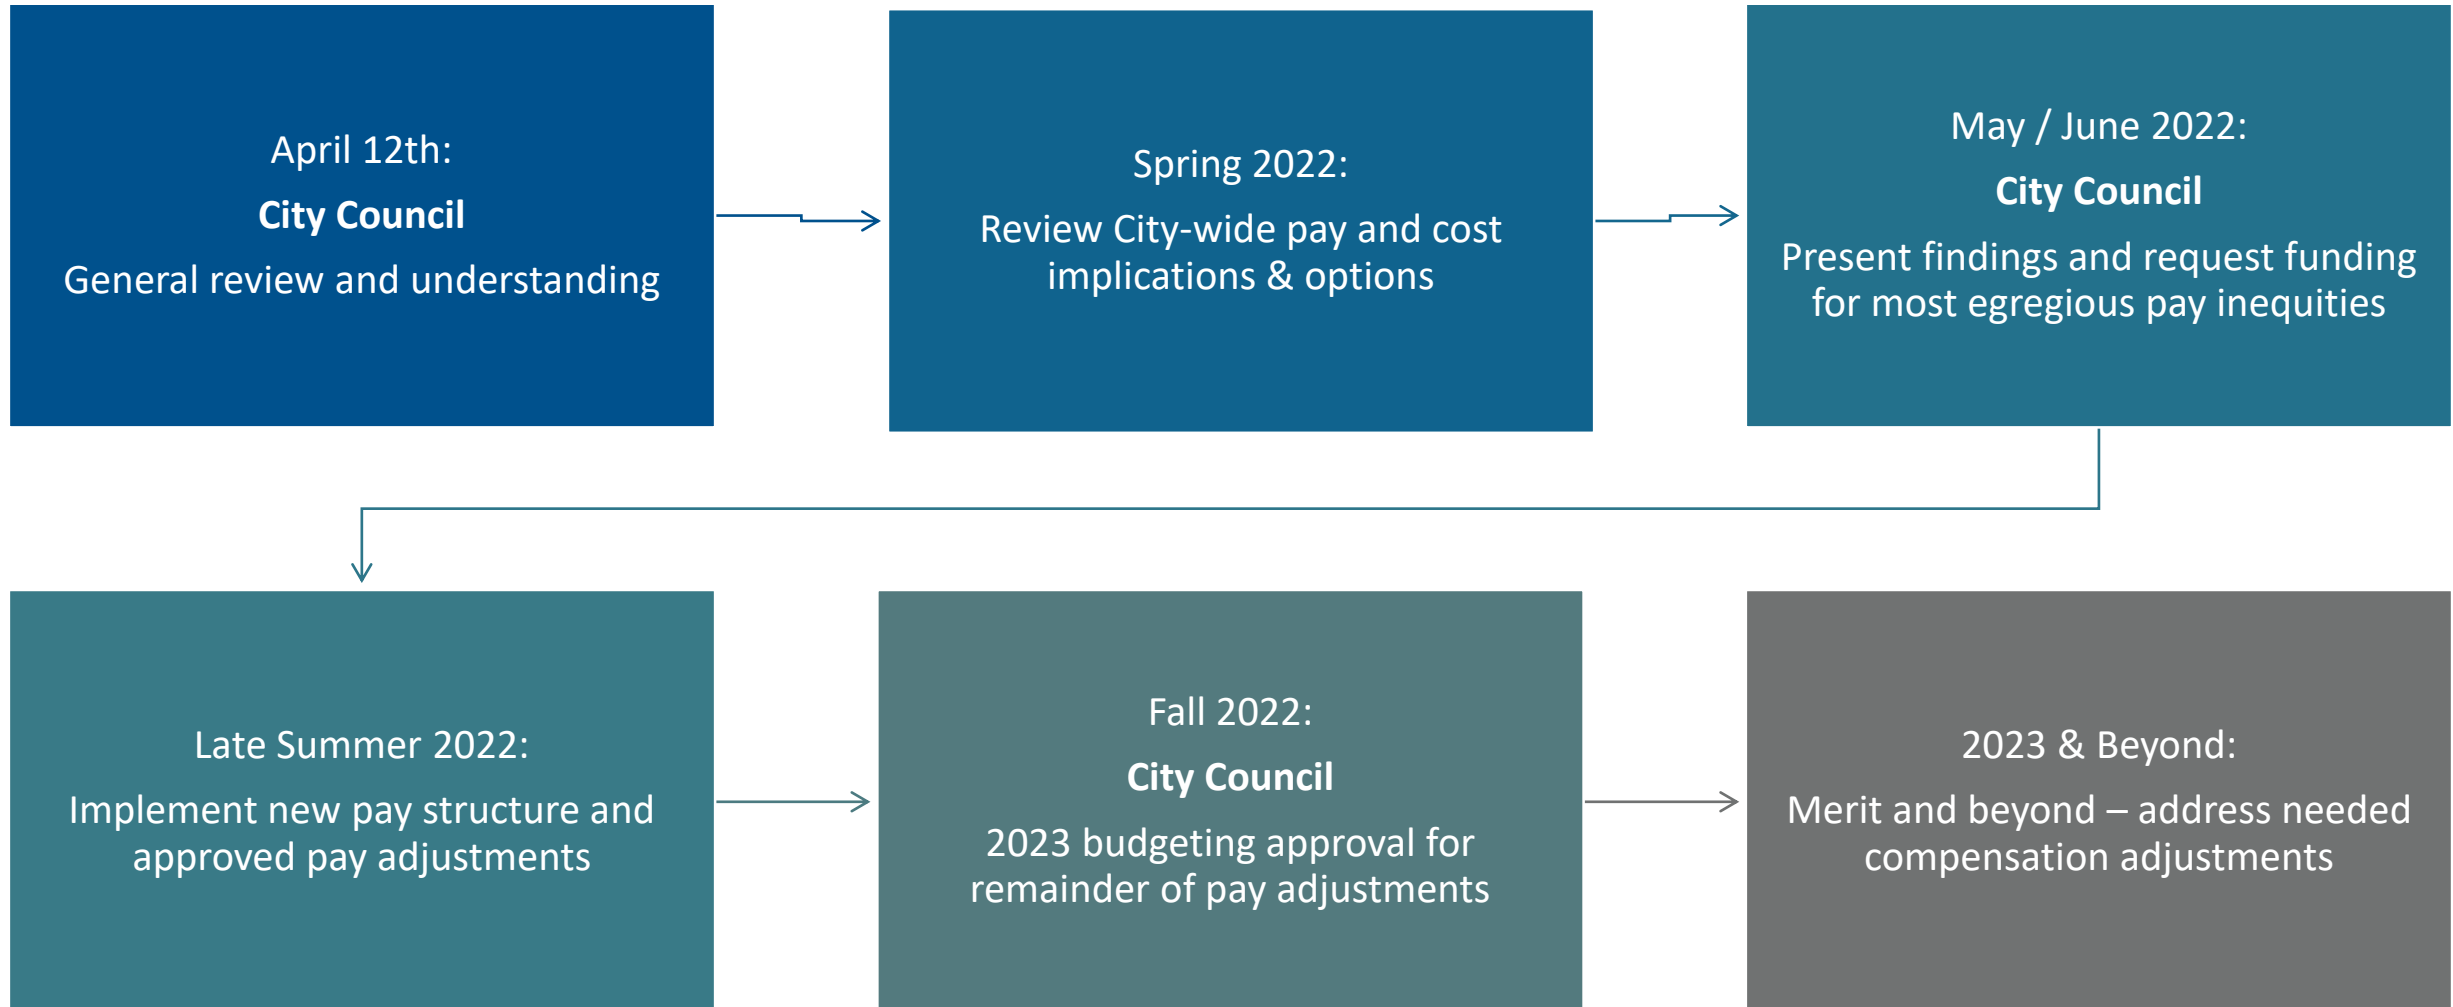 April 12th:
City Council
General review and understanding
Spring 2022:
Review City-wide pay and cost
implications & options
May / June 2022:
City Council
Present findings and request funding
for most egregious pay inequities
Late Summer 2022:
Implement new pay structure and
approved pay adjustments
Fall 2022:
City Council
2023 budgeting approval for
remainder of pay adjustments
2023 & Beyond:
Merit and beyond – address needed
compensation adjustments